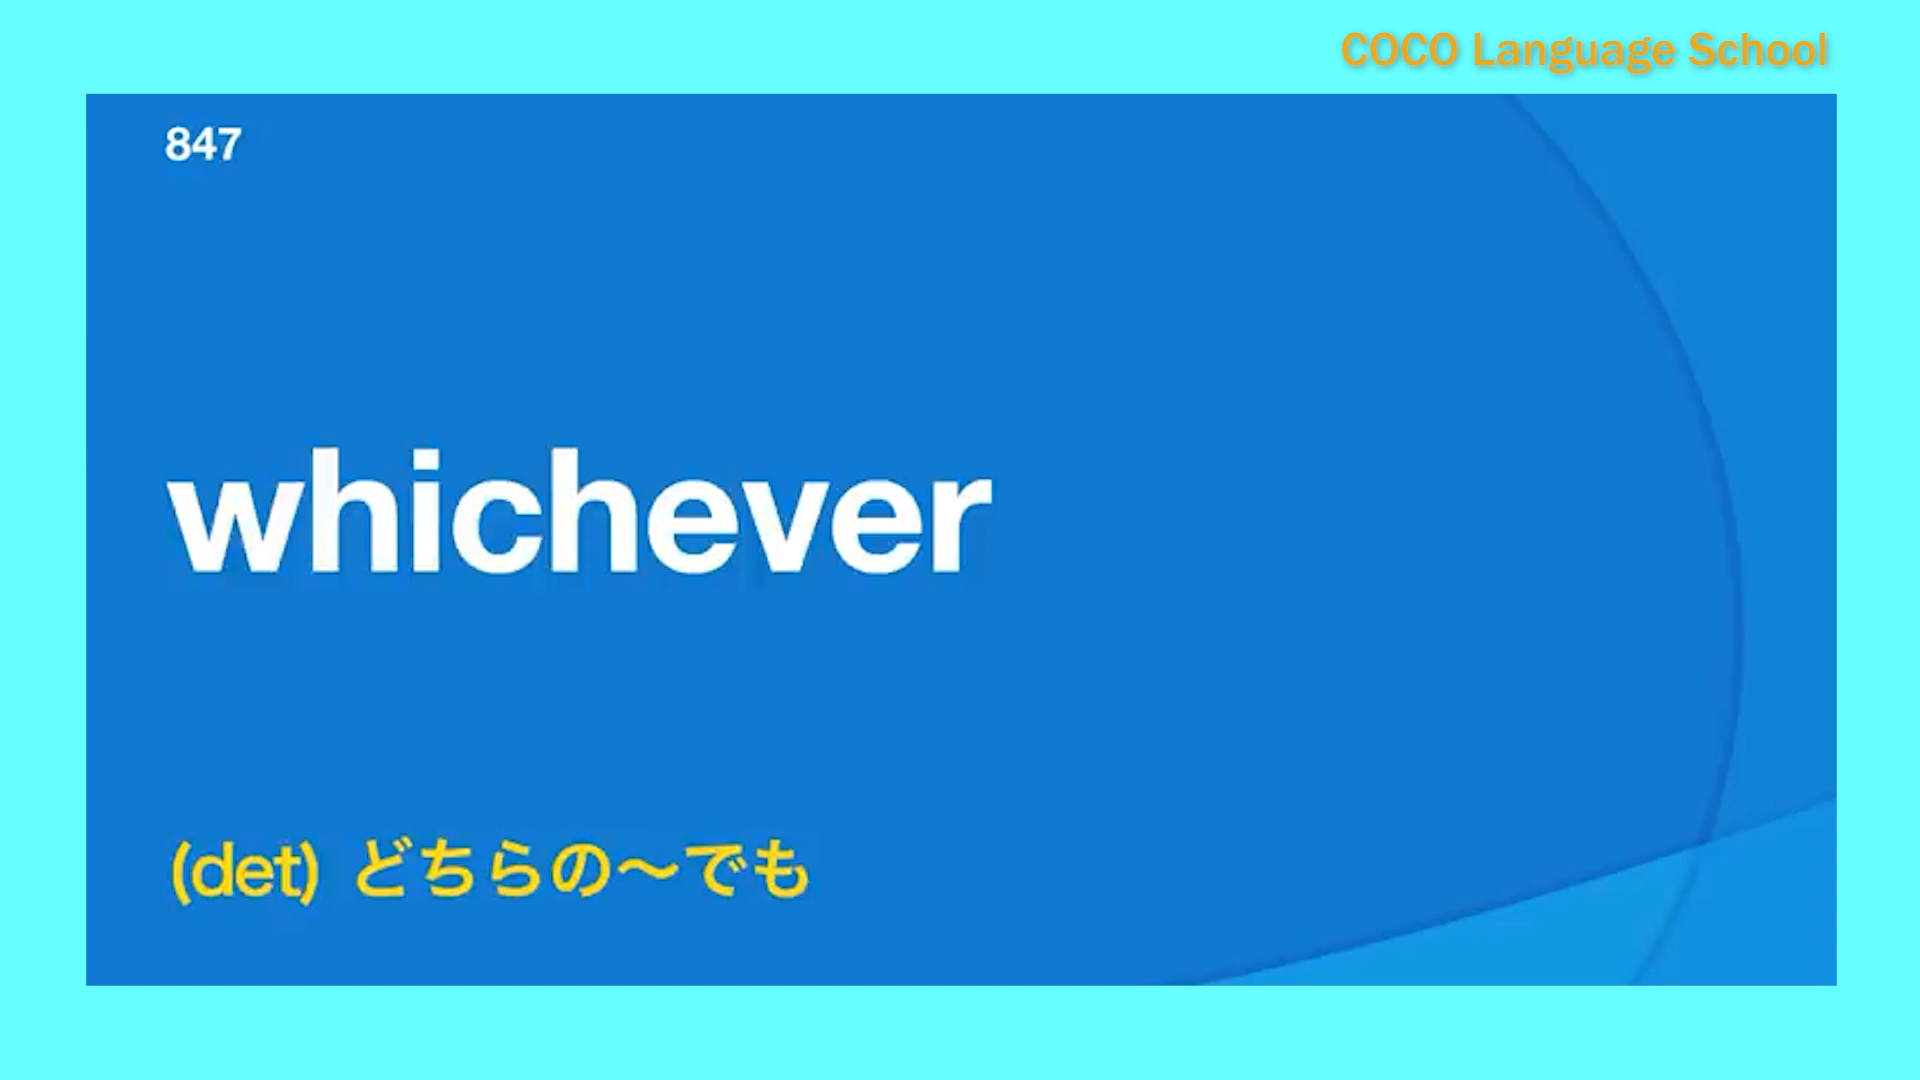 COCO Language School
847
whichever
(det) どちらの〜でも